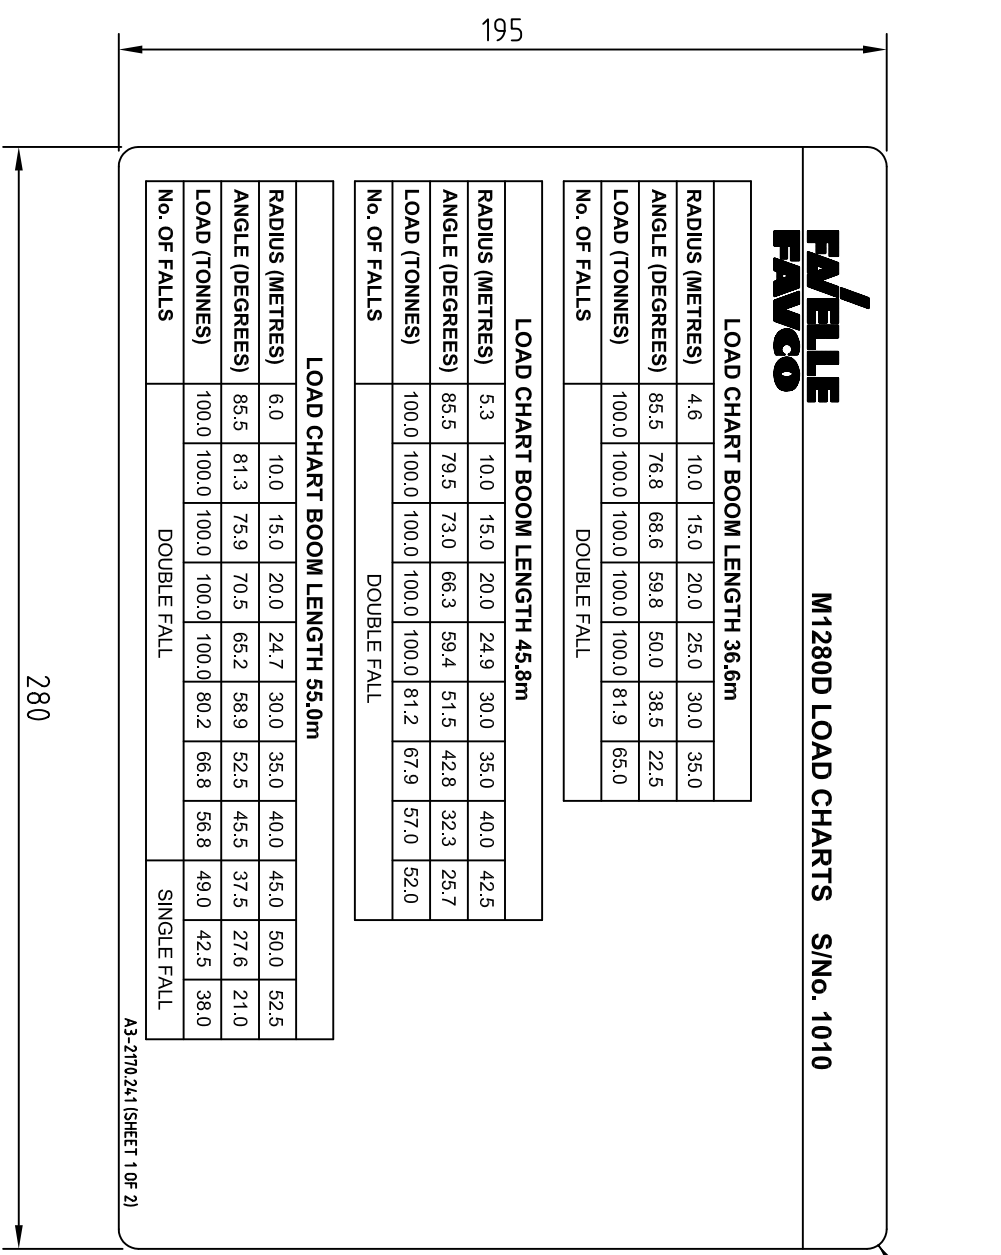 195
280
FAVELLE
FAVCO
M1280D LOAD CHARTS S/No. 1010
LOAD CHART BOOM LENGTH 36.6m
RADIUS (METRES) 4.6 10.0 15.0 20.0 25.0 30.0 35.0
ANGLE (DEGREES) 85.5 76.8 68.6 59.8 50.0 38.5 22.5
LOAD (TONNES) 100.0 100.0 100.0 100.0 100.0 81.9 65.0
No. OF FALLS DOUBLE FALL
LOAD CHART BOOM LENGTH 45.8m
RADIUS (METRES) 5.3 10.0 15.0 20.0 24.9 30.0 35.0 40.0 42.5
ANGLE (DEGREES) 85.5 79.5 73.0 66.3 59.4 51.5 42.8 32.3 25.7
LOAD (TONNES) 100.0 100.0 100.0 100.0 100.0 81.2 67.9 57.0 52.0
No. OF FALLS DOUBLE FALL
LOAD CHART BOOM LENGTH 55.0m
RADIUS (METRES) 6.0 10.0 15.0 20.0 24.7 30.0 35.0 40.0 45.0 50.0 52.5
ANGLE (DEGREES) 85.5 81.3 75.9 70.5 65.2 58.9 52.5 45.5 37.5 27.6 21.0
LOAD (TONNES) 100.0 100.0 100.0 100.0 100.0 80.2 66.8 56.8 49.0 42.5 38.0
No. OF FALLS DOUBLE FALL SINGLE FALL
A3-2170.241 (SHEET 1 OF 2)